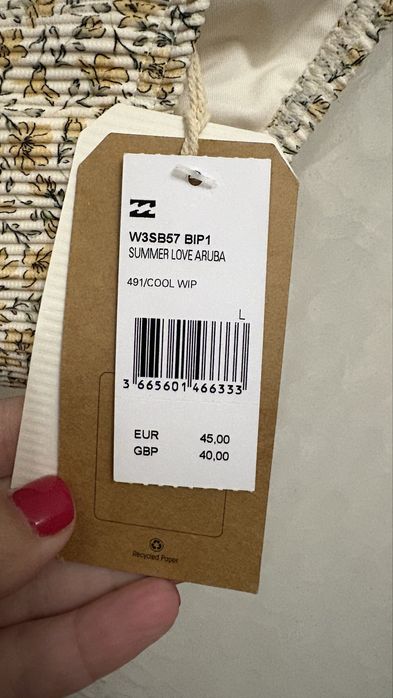 W3SB57 BIP1
SUMMER LOVE ARUBA
491/COOL WIP
L
3 665601 466333
EUR 45,00
GBP 40,00
Recycled Paper